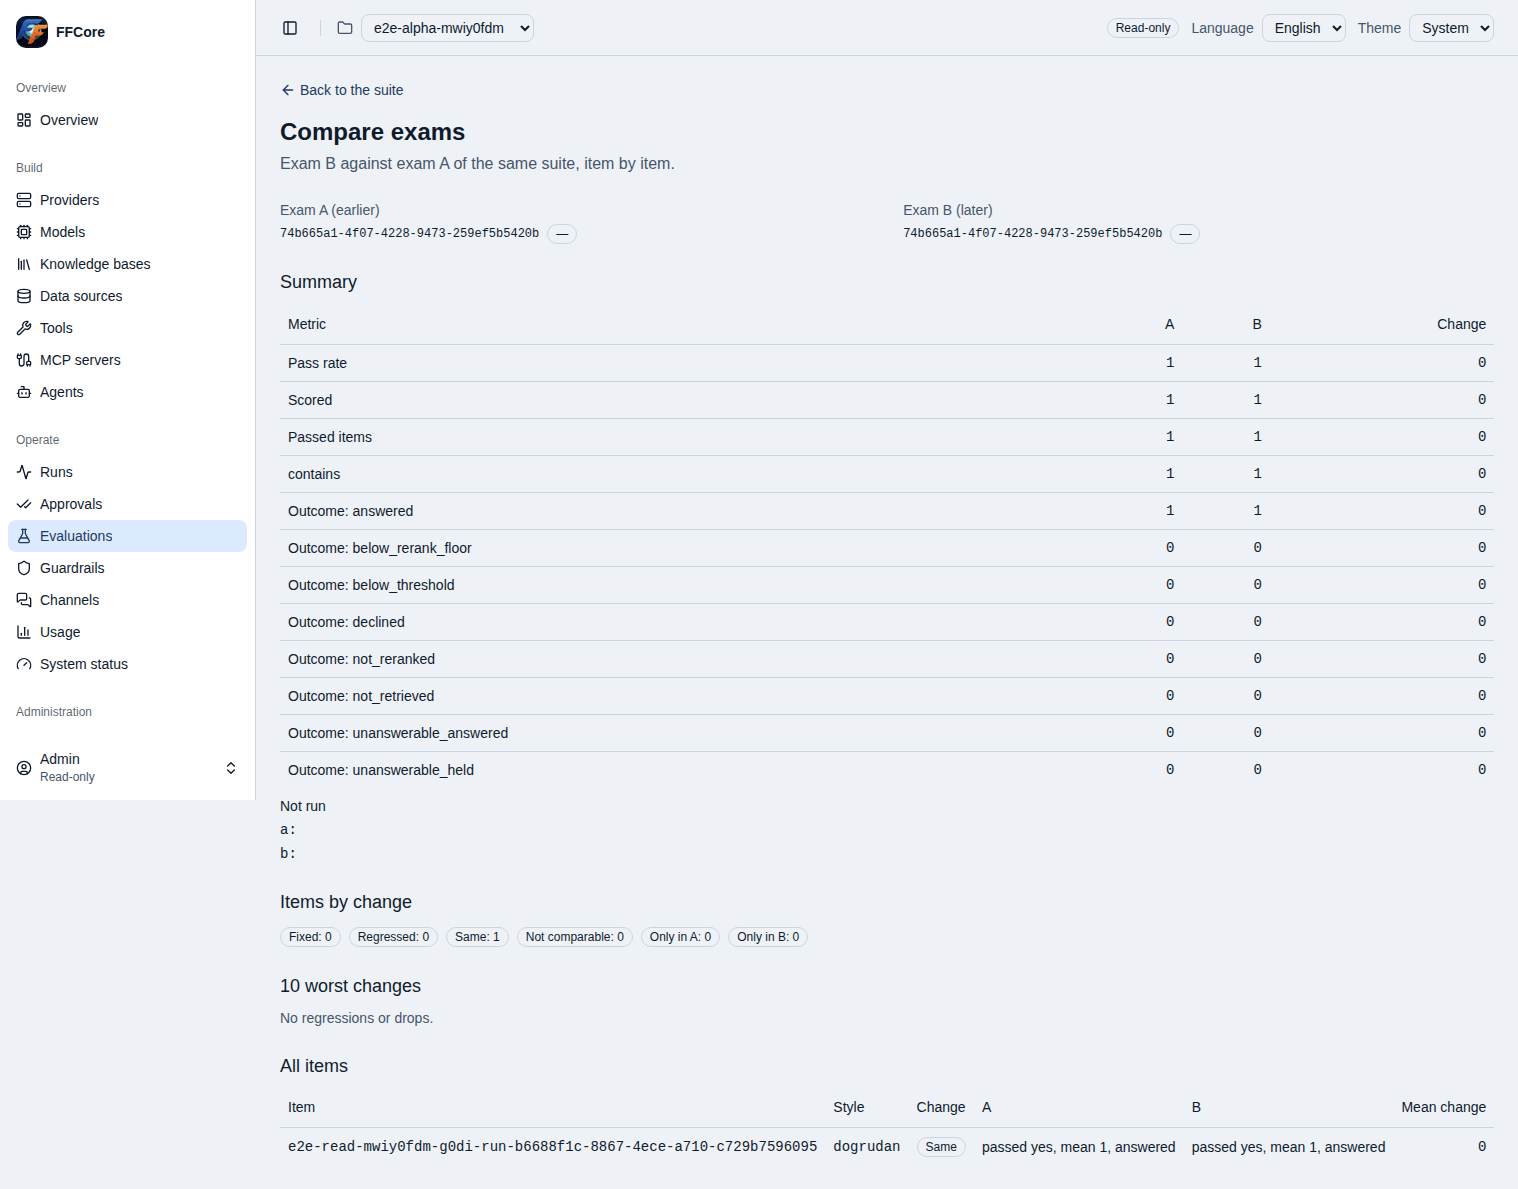 FFCore
Overview
Overview
Build
Providers
Models
Knowledge bases
Data sources
Tools
MCP servers
Agents
Operate
Runs
Approvals
Evaluations
Guardrails
Channels
Usage
System status
Administration
Admin
Read-only
e2e-alpha-mwiy0fdm
Read-only Language English Theme System
Back to the suite
Compare exams
Exam B against exam A of the same suite, item by item.
Exam A (earlier)
74b665a1-4f07-4228-9473-259ef5b5420b —
Exam B (later)
74b665a1-4f07-4228-9473-259ef5b5420b —
Summary
Metric A B Change
Pass rate 1 1 0
Scored 1 1 0
Passed items 1 1 0
contains 1 1 0
Outcome: answered 1 1 0
Outcome: below_rerank_floor 0 0 0
Outcome: below_threshold 0 0 0
Outcome: declined 0 0 0
Outcome: not_reranked 0 0 0
Outcome: not_retrieved 0 0 0
Outcome: unanswerable_answered 0 0 0
Outcome: unanswerable_held 0 0 0
Not run
a:
b:
Items by change
Fixed: 0 Regressed: 0 Same: 1 Not comparable: 0 Only in A: 0 Only in B: 0
10 worst changes
No regressions or drops.
All items
Item Style Change A B Mean change
e2e-read-mwiy0fdm-g0di-run-b6688f1c-8867-4ece-a710-c729b7596095 dogrudan Same passed yes, mean 1, answered passed yes, mean 1, answered 0